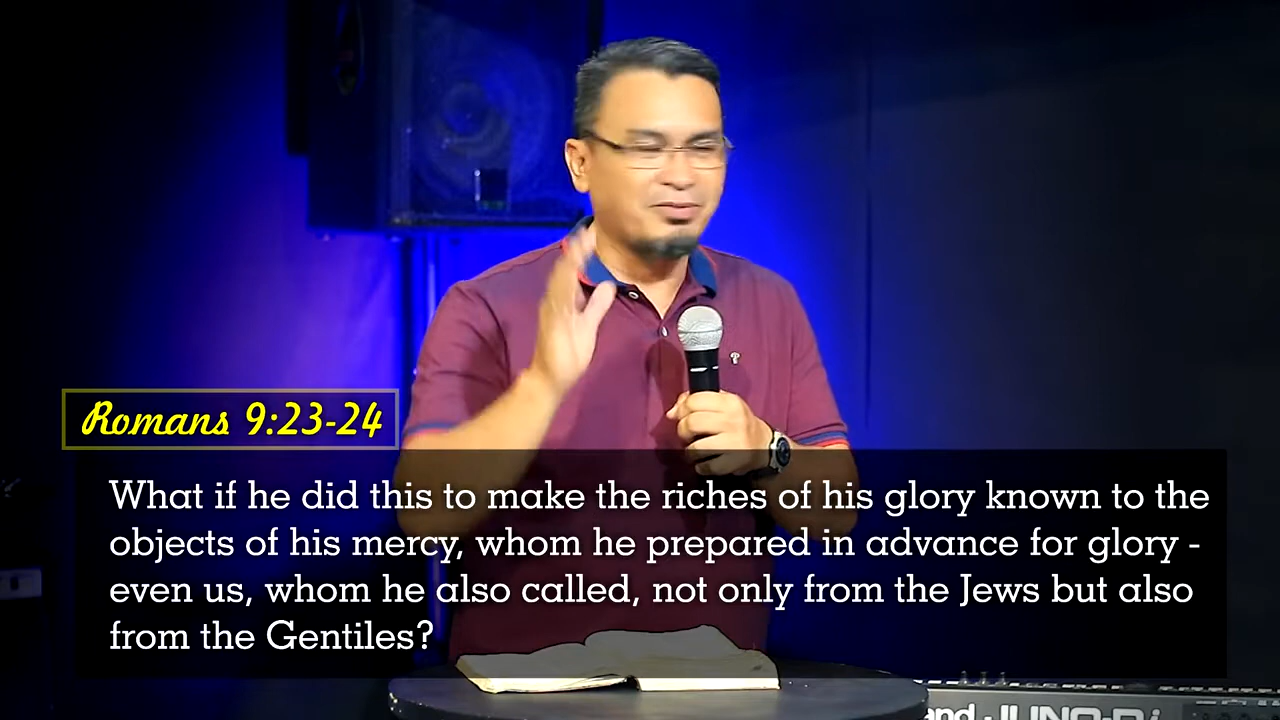 Romans 9:23-24
What if he did this to make the riches of his glory known to the
objects of his mercy, whom he prepared in advance for glory -
even us, whom he also called, not only from the Jews but also
from the Gentiles?
JUNO-Di